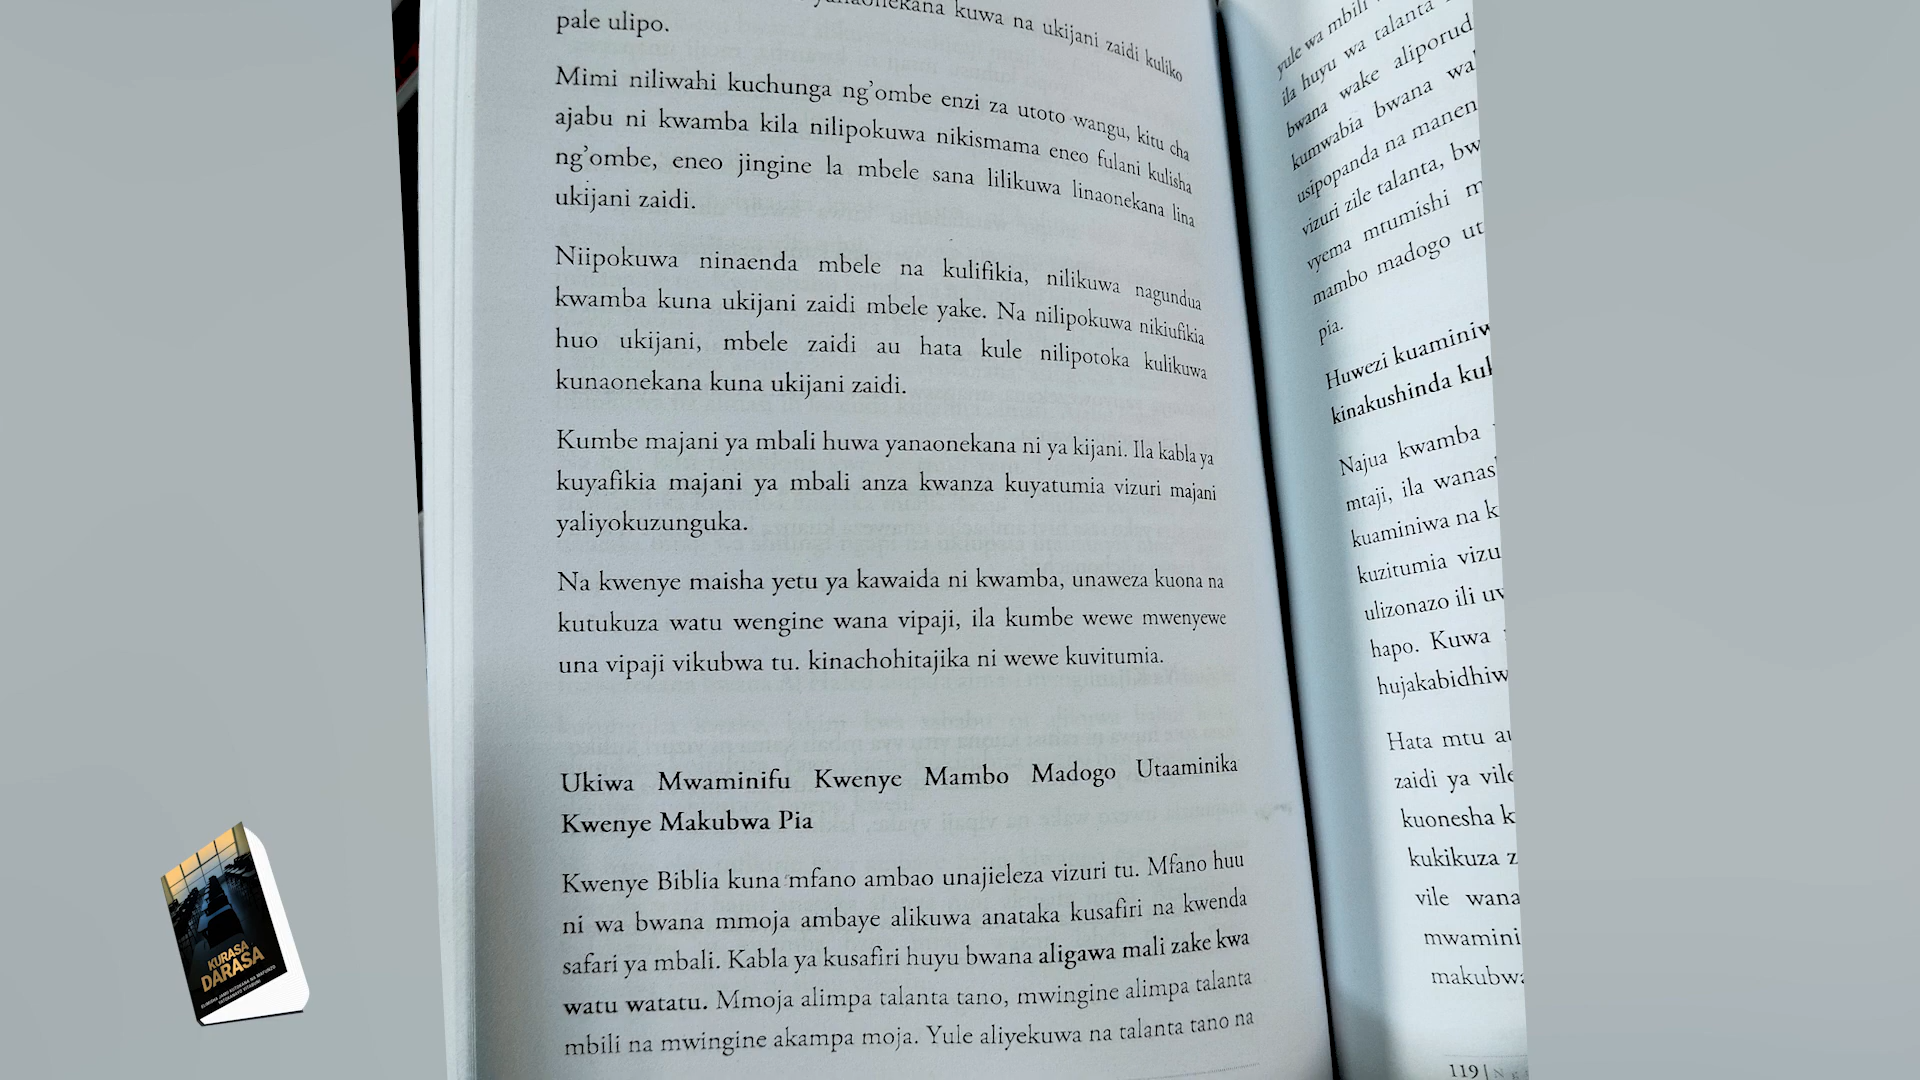 yanaonekana kuwa na ukijani zaidi kuliko
pale ulipo.
Mimi niliwahi kuchunga ng'ombe enzi za utoto wangu, kitu cha
ajabu ni kwamba kila nilipokuwa nikismama eneo fulani kulisha
ng'ombe, eneo jingine la mbele sana lilikuwa linaonekana lina
ukijani zaidi.
Niipokuwa ninaenda mbele na kulifikia, nilikuwa nagundua
kwamba kuna ukijani zaidi mbele yake. Na nilipokuwa nikiufikia
huo ukijani, mbele zaidi au hata kule nilipotoka kulikuwa
kunaonekana kuna ukijani zaidi.
Kumbe majani ya mbali huwa yanaonekana ni ya kijani. Ila kabla ya
kuyafikia majani ya mbali anza kwanza kuyatumia vizuri majani
yaliyokuzunguka.
Na kwenye maisha yetu ya kawaida ni kwamba, unaweza kuona na
kutukuza watu wengine wana vipaji, ila kumbe wewe mwenyewe
una vipaji vikubwa tu. kinachohitajika ni wewe kuvitumia.
Ukiwa Mwaminifu Kwenye Mambo Madogo Utaaminika
Kwenye Makubwa Pia
Kwenye Biblia kuna mfano ambao unajieleza vizuri tu. Mfano huu
ni wa bwana mmoja ambaye alikuwa anataka kusafiri na kwenda
safari ya mbali. Kabla ya kusafiri huyu bwana aligawa mali zake kwa
watu watatu. Mmoja alimpa talanta tano, mwingine alimpa talanta
mbili na mwingine akampa moja. Yule aliyekuwa na talanta tano na
yule wa mbili
ila huyu wa talanta
bwana wake aliporud
kumwabia bwana wa
usipopanda na manen
vizuri zile talanta, bw
vyema mtumishi m
mambo madogo ut
pia.
Huwezi kuaminiw
kinakushinda kuk
Najua kwamba
mtaji, ila wanas
kuaminiwa na k
kuzitumia vizu
ulizonazo ili uv
hapo. Kuwa
hujakabidhiw
Hata mtu au
zaidi ya vile
kuonesha k
kukikuza z
vile wana
mwamini
makubwa
119 |
KURASA
DARASA